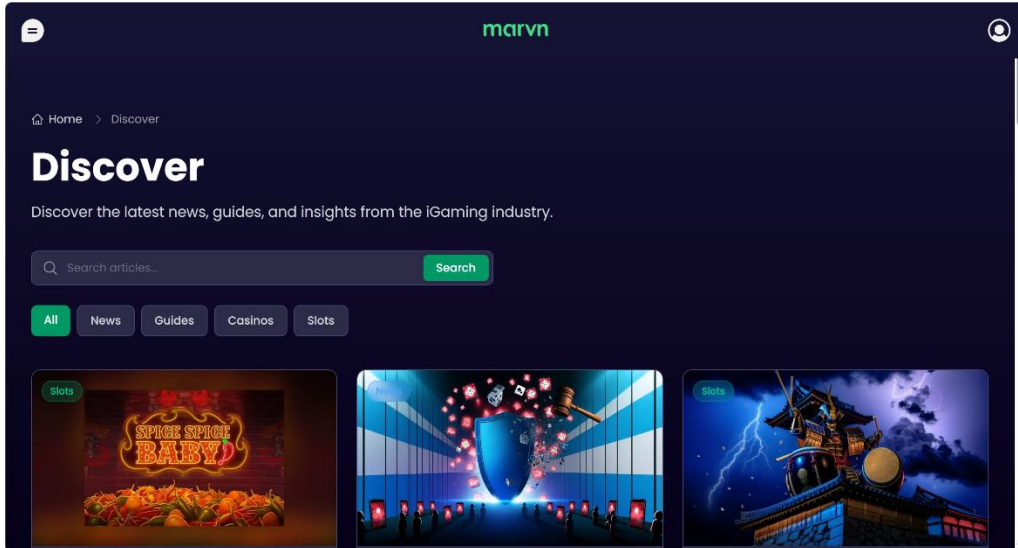 marvn
Home > Discover
Discover
Discover the latest news, guides, and insights from the iGaming industry.
Search articles...
Search
All
News
Guides
Casinos
Slots
Slots
News
Slots
SPICE SPICE
BABY